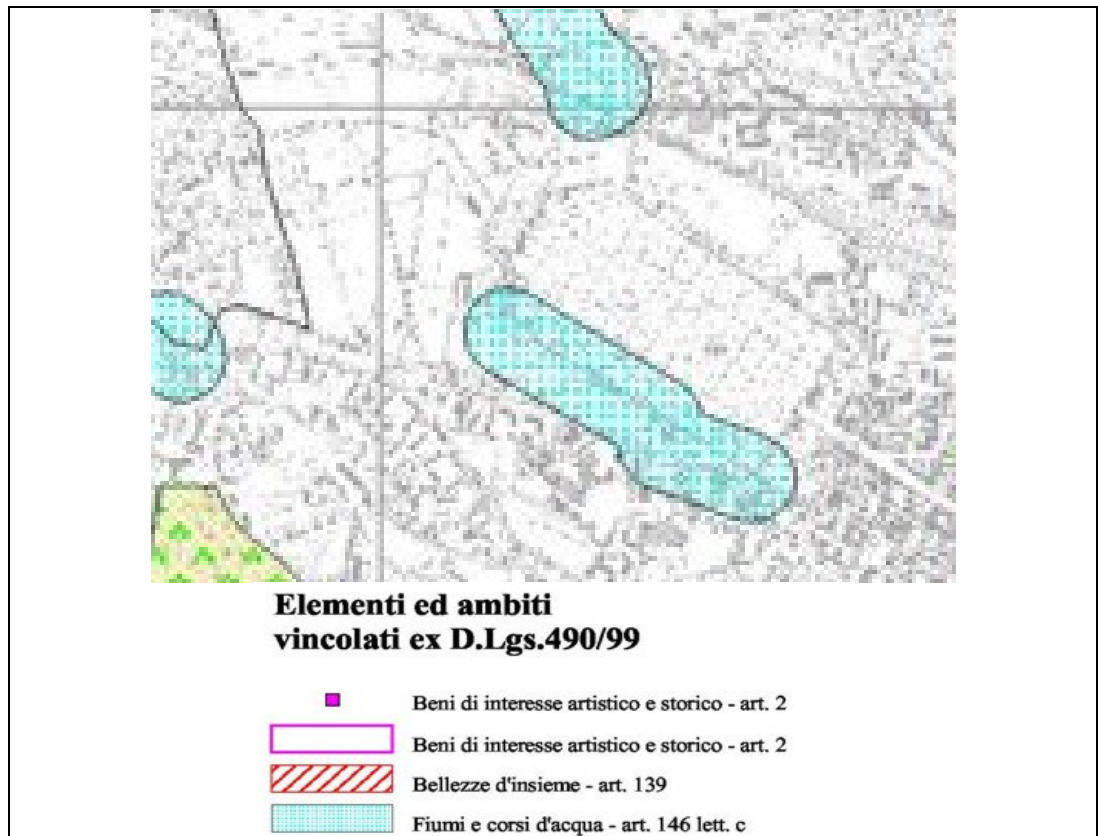 Elementi ed ambiti
vincolati ex D.Lgs.490/99
Beni di interesse artistico e storico - art. 2
Beni di interesse artistico e storico - art. 2
Bellezze d'insieme - art. 139
Fiumi e corsi d'acqua - art. 146 lett. c